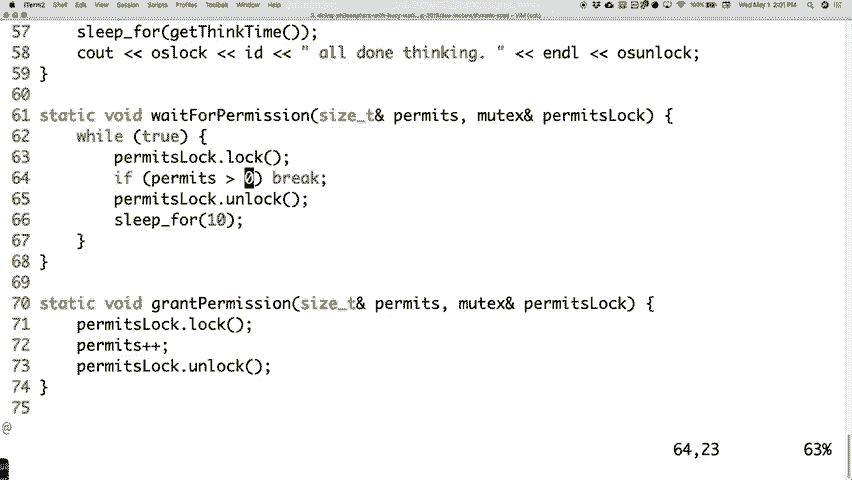 iTerm2 Shell Edit View Session Scripts Profiles Toolbelt Window Help 100% Wed May 1 2:01 PM
57 sleep_for(getThinkTime());
58 cout << oslock << id << " all done thinking. " << endl << osunlock;
59 }
60
61 static void waitForPermission(size_t& permits, mutex& permitsLock) {
62 while (true) {
63 permitsLock.lock();
64 if (permits > 0) break;
65 permitsLock.unlock();
66 sleep_for(10);
67 }
68 }
69
70 static void grantPermission(size_t& permits, mutex& permitsLock) {
71 permitsLock.lock();
72 permits++;
73 permitsLock.unlock();
74 }
75
@
64,23 63%